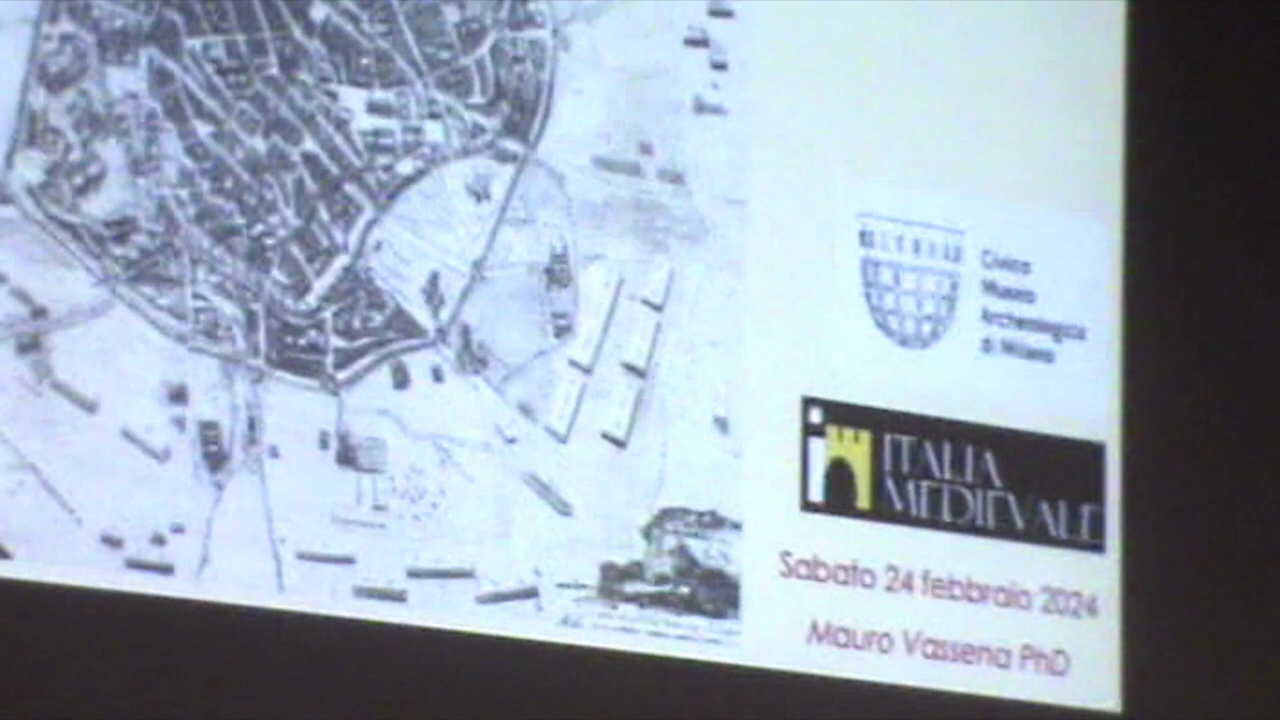 Civico
Museo
Archeologico
di Milano
ITALIA
MEDIEVALE
Sabato 24 febbraio 2024
Mauro Vassena PhD